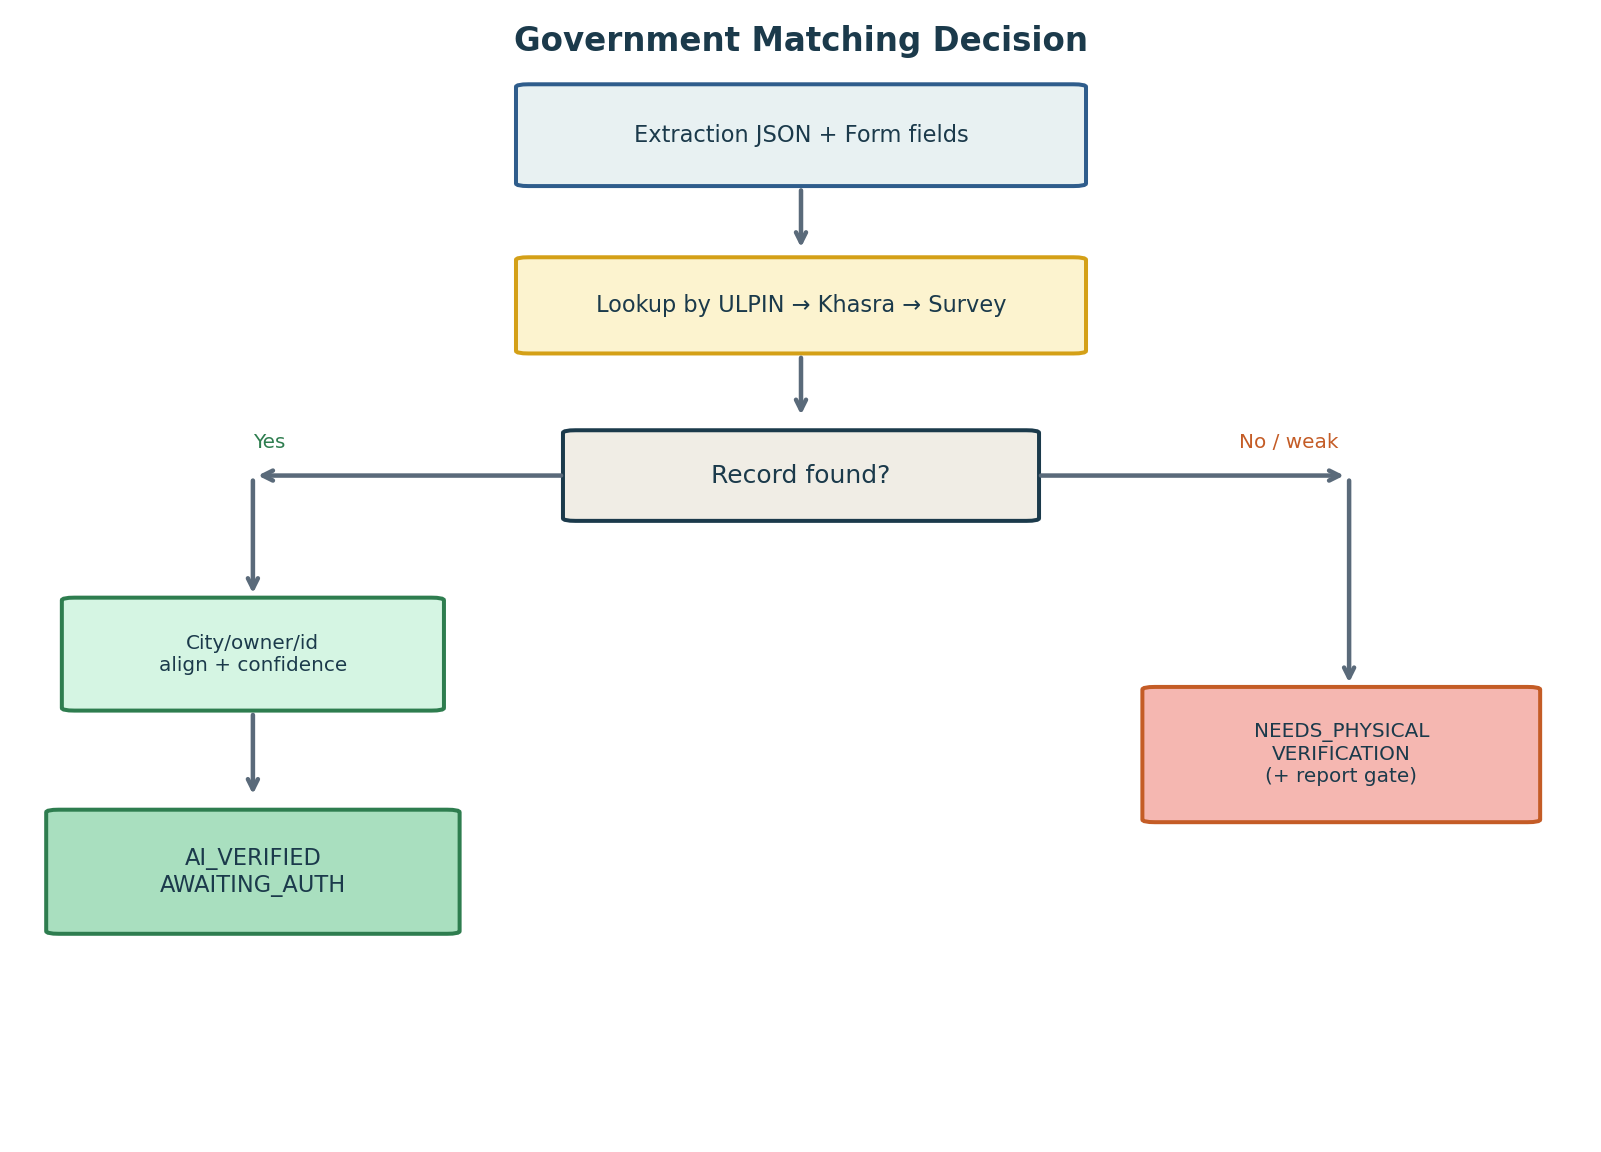 Government Matching Decision
Extraction JSON + Form fields
Lookup by ULPIN → Khasra → Survey
Yes
No / weak
Record found?
City/owner/id
align + confidence
NEEDS_PHYSICAL
VERIFICATION
(+ report gate)
AI_VERIFIED
AWAITING_AUTH